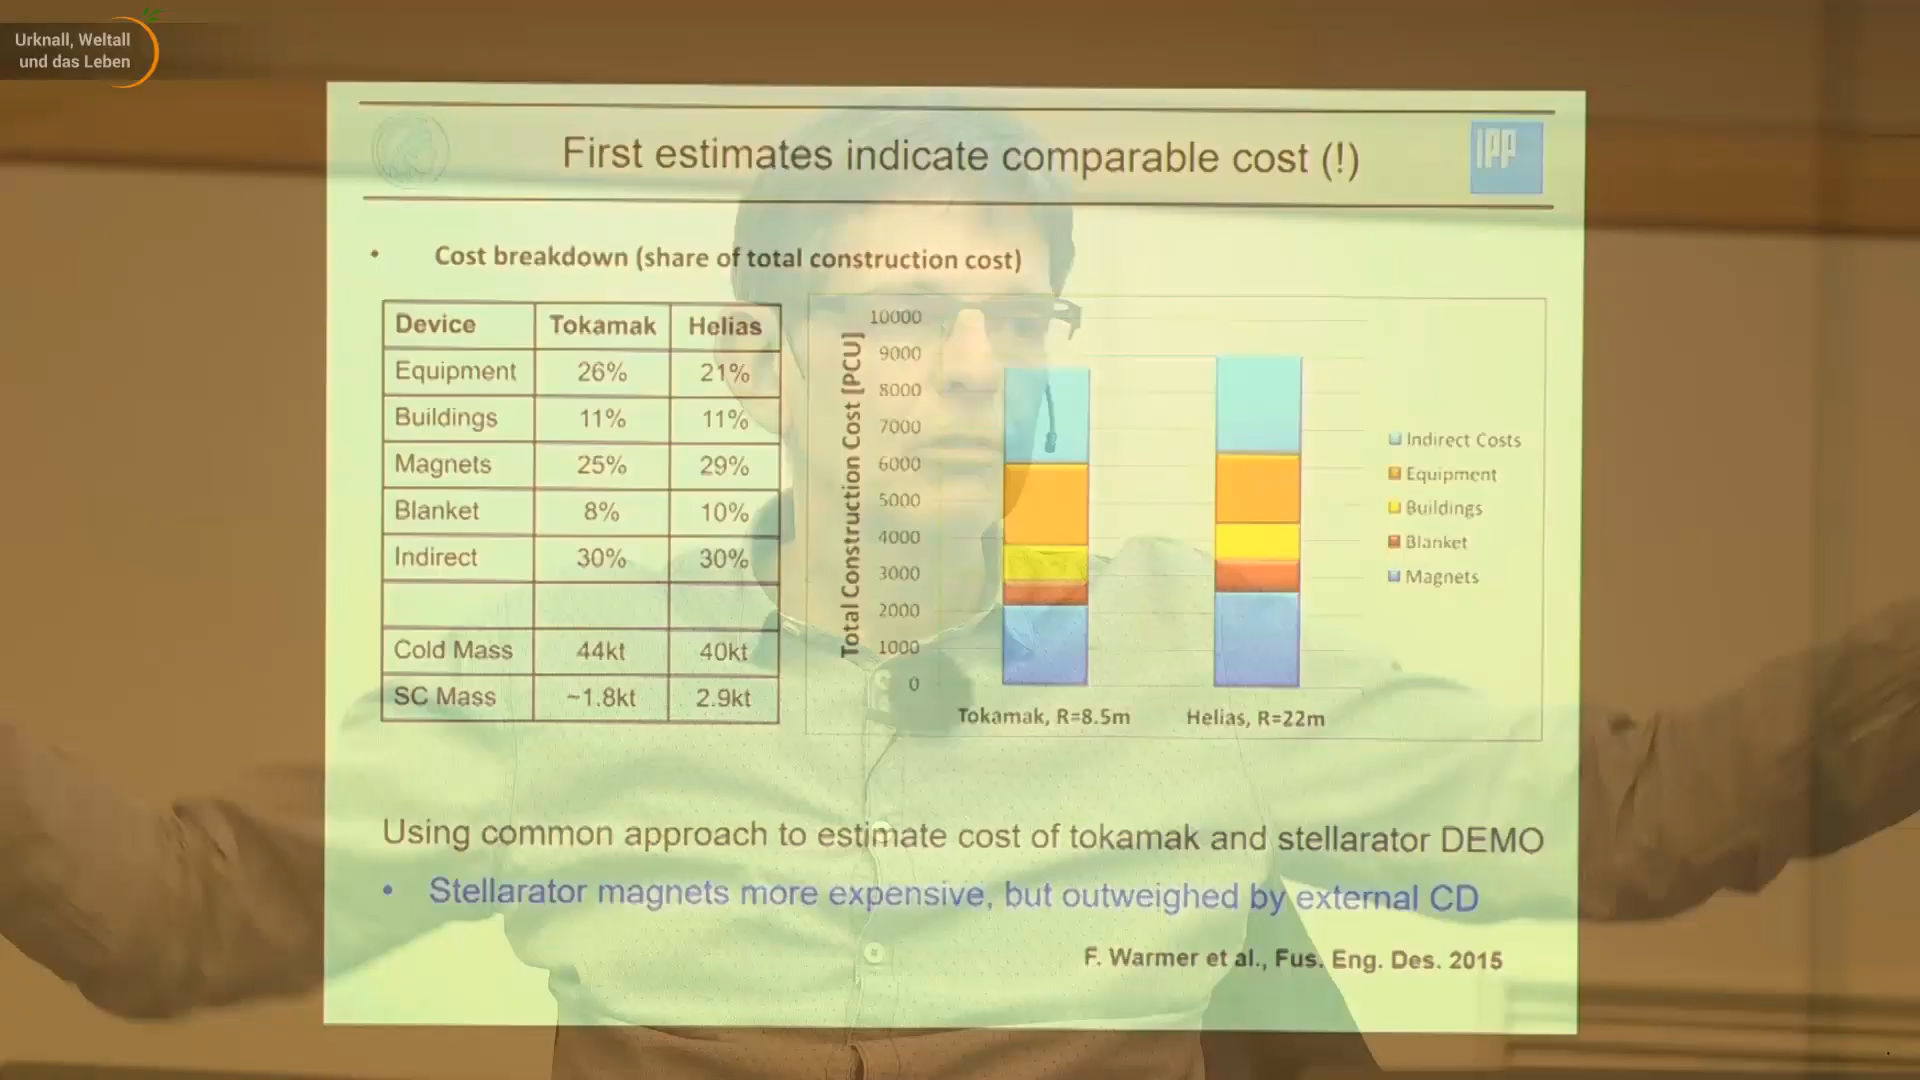 Urknall, Weltall
und das Leben
First estimates indicate comparable cost (!)
IPP
• Cost breakdown (share of total construction cost)
Device Tokamak Helias
Equipment 26% 21%
Buildings 11% 11%
Magnets 25% 29%
Blanket 8% 10%
Indirect 30% 30%
Cold Mass 44kt 40kt
SC Mass ~1.8kt 2.9kt
Total Construction Cost [PCU]
10000
9000
8000
7000
6000
5000
4000
3000
2000
1000
0
Tokamak, R=8.5m Helias, R=22m
Indirect Costs
Equipment
Buildings
Blanket
Magnets
Using common approach to estimate cost of tokamak and stellarator DEMO
• Stellarator magnets more expensive, but outweighed by external CD
F. Warmer et al., Fus. Eng. Des. 2015